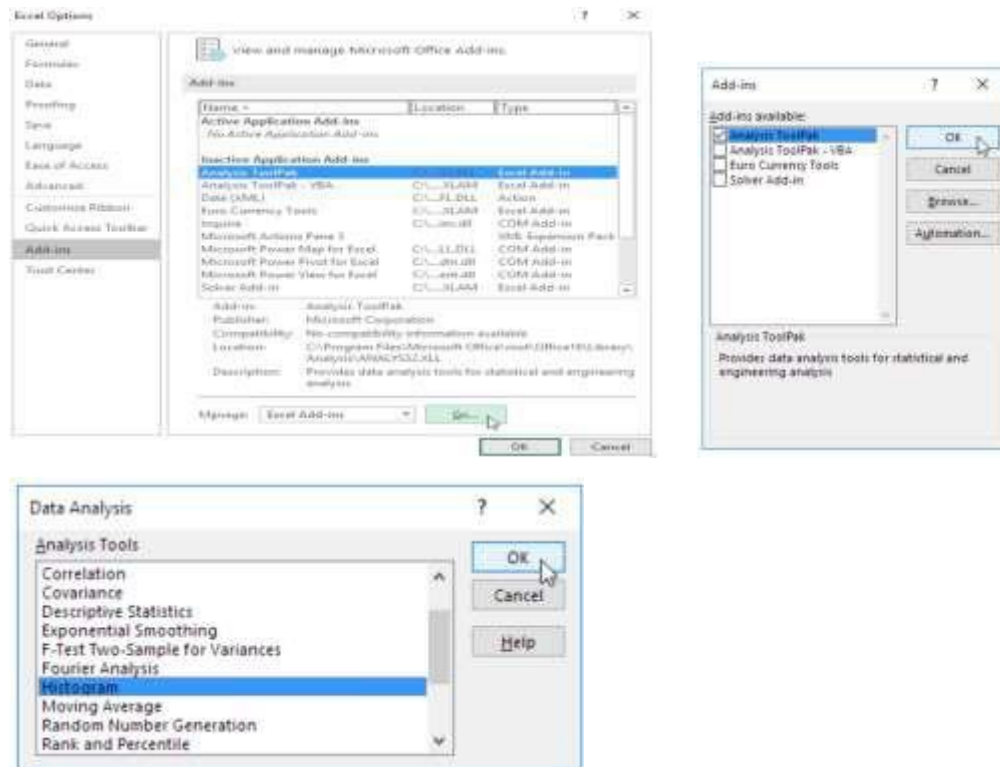 Excel Options ? ×
General
Formulas
Data
Proofing
Save
Language
Ease of Access
Advanced
Customize Ribbon
Quick Access Toolbar
Add-ins
Trust Center
View and manage Microsoft Office Add-ins.
Add-ins
Name Location Type
Active Application Add-ins
No Active Application Add-ins
Inactive Application Add-ins
Analysis ToolPak Excel Add-in
Analysis ToolPak - VBA C:\...XLAM Excel Add-in
Date (XML) C:\...FL.DLL Action
Euro Currency Tools C:\...XLAM Excel Add-in
Inquire COM Add-in
Microsoft Actions Pane 3 XML Expansion Pack
Microsoft Power Map for Excel COM Add-in
Microsoft Power Pivot for Excel COM Add-in
Microsoft Power View for Excel COM Add-in
Solver Add-in C:\...XLAM Excel Add-in
Add-in: Analysis ToolPak
Publisher: Microsoft Corporation
Compatibility: No compatibility information available
Location: C:\Program Files\Microsoft
Description: Provides data analysis tools for statistical and engineering
analysis
Manage: Excel Add-ins Go...
OK Cancel
Add-ins ? ×
Add-ins available:
Analysis ToolPak
Analysis ToolPak - VBA
Euro Currency Tools
Solver Add-in
OK
Cancel
Browse...
Automation...
Analysis ToolPak
Provides data analysis tools for statistical and
engineering analysis
Data Analysis ? ×
Analysis Tools
Correlation
Covariance
Descriptive Statistics
Exponential Smoothing
F-Test Two-Sample for Variances
Fourier Analysis
Histogram
Moving Average
Random Number Generation
Rank and Percentile
OK
Cancel
Help